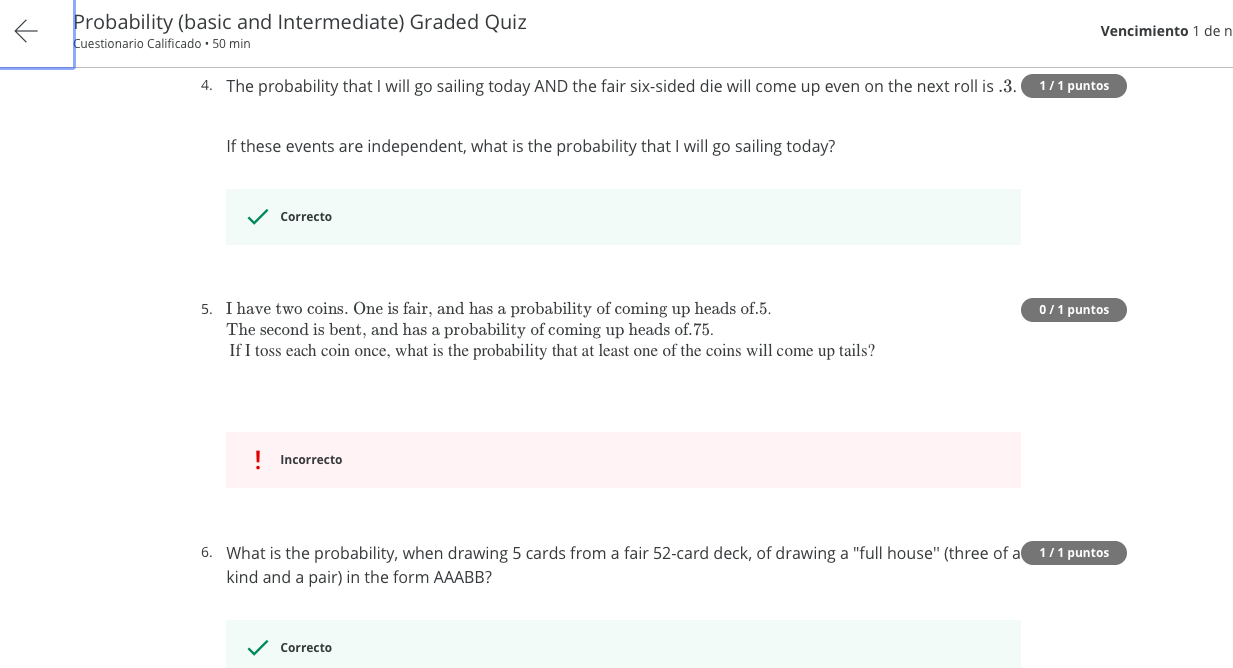 Probability (basic and Intermediate) Graded Quiz
Cuestionario Calificado • 50 min
Vencimiento 1 de n
4. The probability that I will go sailing today AND the fair six-sided die will come up even on the next roll is .3.
1 / 1 puntos
If these events are independent, what is the probability that I will go sailing today?
Correcto
5. I have two coins. One is fair, and has a probability of coming up heads of.5.
0 / 1 puntos
The second is bent, and has a probability of coming up heads of.75.
If I toss each coin once, what is the probability that at least one of the coins will come up tails?
! Incorrecto
6. What is the probability, when drawing 5 cards from a fair 52-card deck, of drawing a "full house" (three of a
1 / 1 puntos
kind and a pair) in the form AAABB?
Correcto